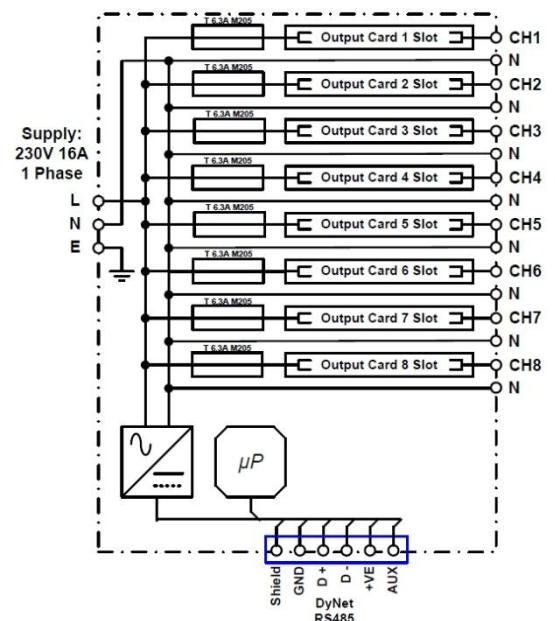 T 6.3A M205
Output Card 1 Slot
CH1
N
T 6.3A M205
Output Card 2 Slot
CH2
N
T 6.3A M205
Output Card 3 Slot
CH3
N
T 6.3A M205
Output Card 4 Slot
CH4
N
T 6.3A M205
Output Card 5 Slot
CH5
N
T 6.3A M205
Output Card 6 Slot
CH6
N
T 6.3A M205
Output Card 7 Slot
CH7
N
T 6.3A M205
Output Card 8 Slot
CH8
N
Supply:
230V 16A
1 Phase
L
N
E
µP
Shield
GND
D +
D -
+VE
AUX
DyNet
RS485